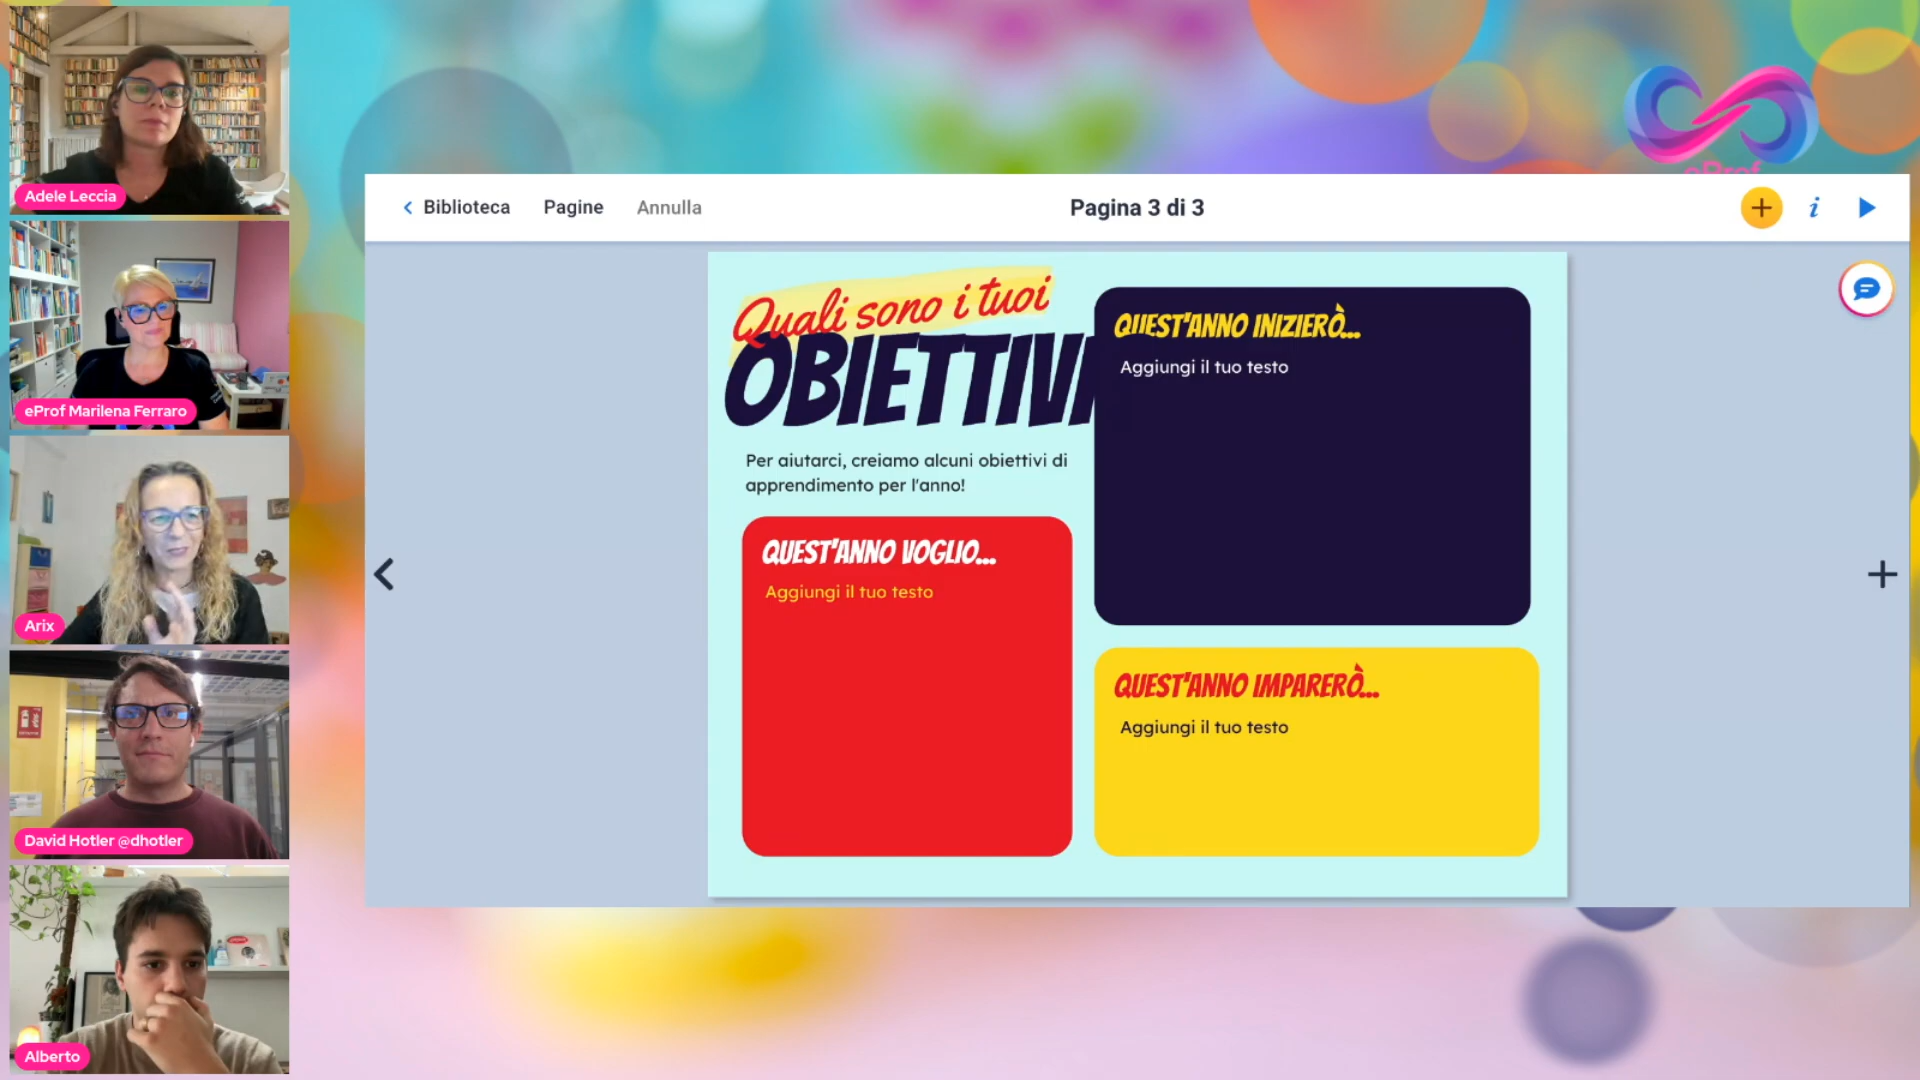 Adele Leccia
eProf Marilena Ferraro
Arix
David Hotler @dhotler
Alberto
eProf
Biblioteca
Pagine
Annulla
Pagina 3 di 3
Quali sono i tuoi
OBIETTIVI
Per aiutarci, creiamo alcuni obiettivi di
apprendimento per l'anno!
QUEST'ANNO VOGLIO...
Aggiungi il tuo testo
QUEST'ANNO INIZIERÒ...
Aggiungi il tuo testo
QUEST'ANNO IMPARERÒ...
Aggiungi il tuo testo